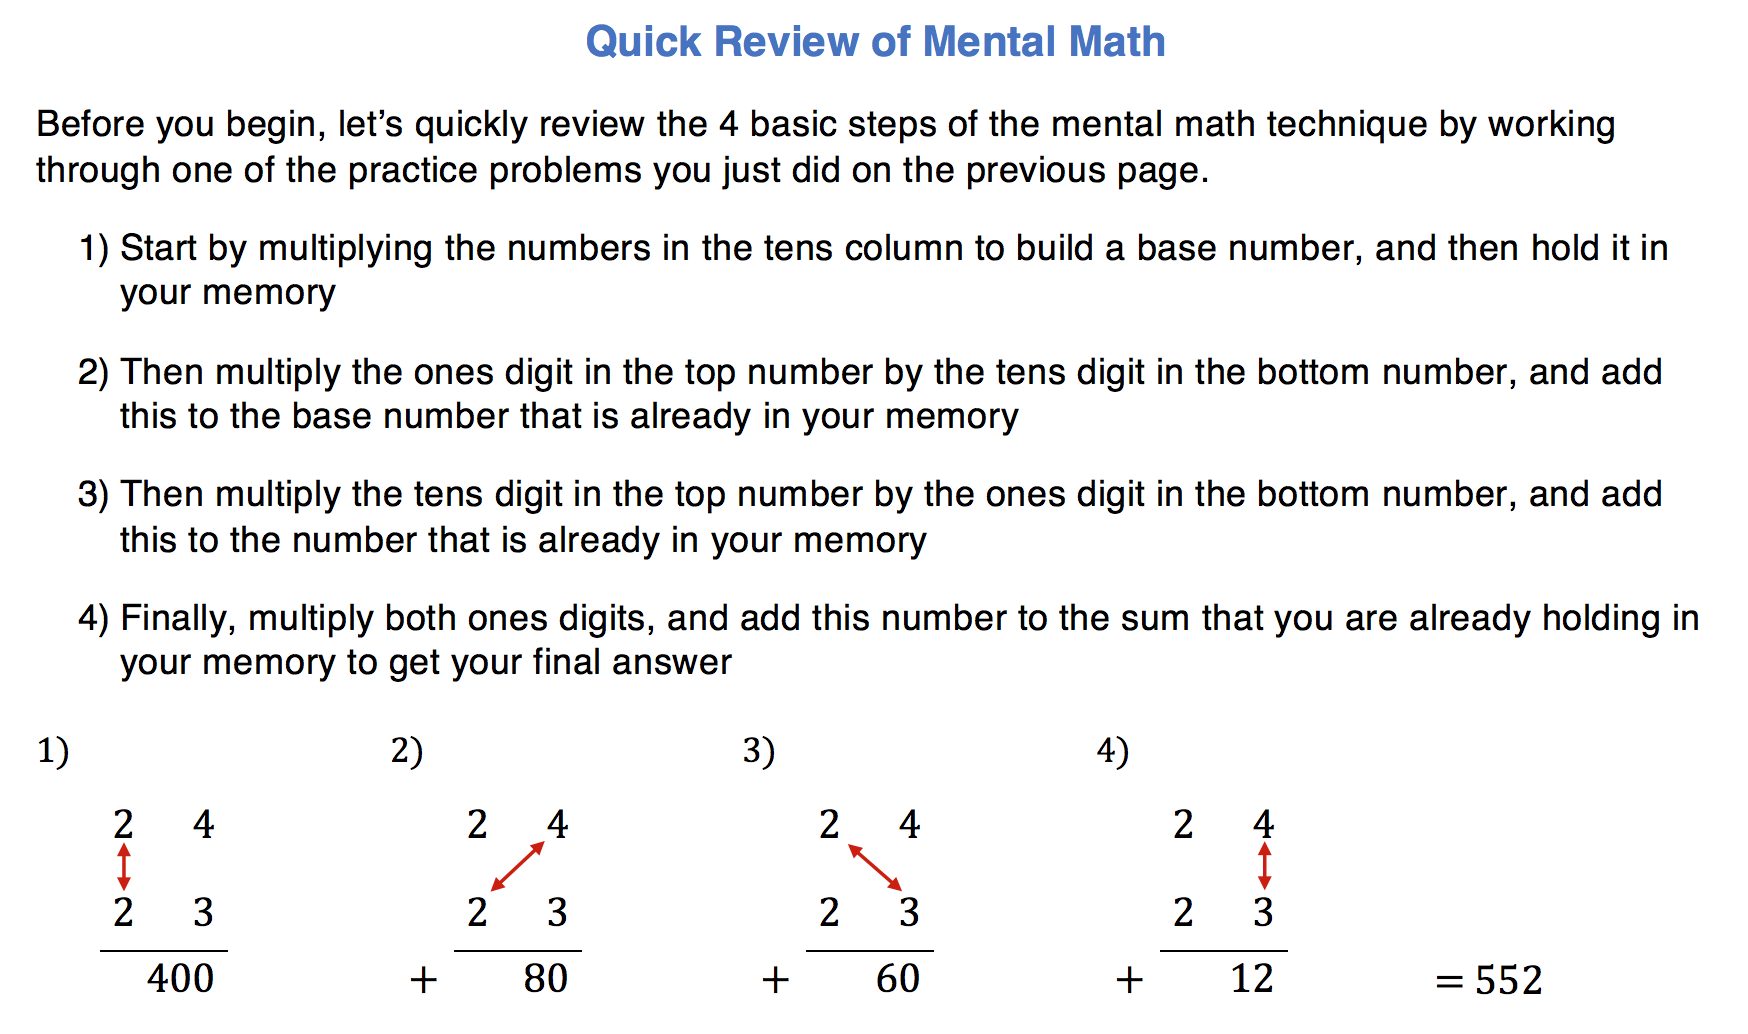 Quick Review of Mental Math
Before you begin, let’s quickly review the 4 basic steps of the mental math technique by working
through one of the practice problems you just did on the previous page.
1) Start by multiplying the numbers in the tens column to build a base number, and then hold it in
your memory
2) Then multiply the ones digit in the top number by the tens digit in the bottom number, and add
this to the base number that is already in your memory
3) Then multiply the tens digit in the top number by the ones digit in the bottom number, and add
this to the number that is already in your memory
4) Finally, multiply both ones digits, and add this number to the sum that you are already holding in
your memory to get your final answer
1) 2) 3) 4)
2 4 2 4 2 4 2 4
2 3 2 3 2 3 2 3
400 + 80 + 60 + 12 = 552